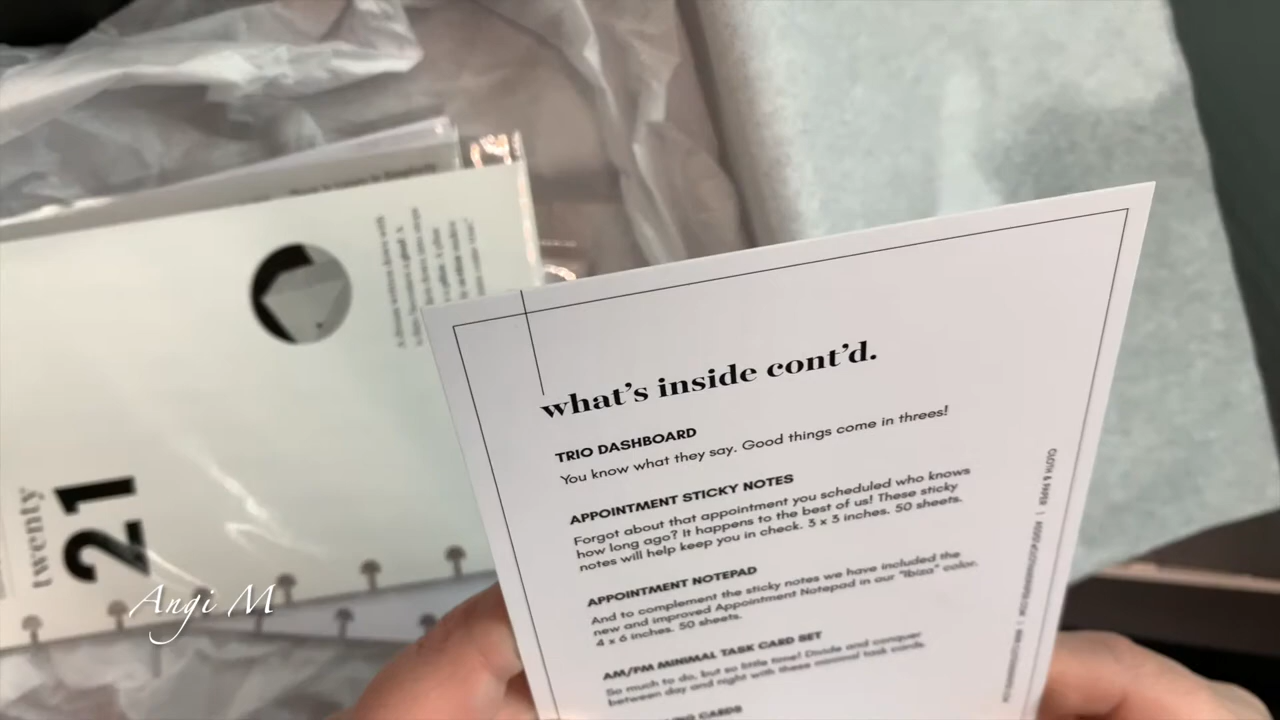 what's inside cont'd.
TRIO DASHBOARD
You know what they say. Good things come in threes!
APPOINTMENT STICKY NOTES
Forgot about that appointment you scheduled who knows
how long ago? It happens to the best of us! These sticky
notes will help keep you in check. 3 x 3 inches. 50 sheets.
APPOINTMENT NOTEPAD
And to complement the sticky notes we have included the
new and improved Appointment Notepad in our "Ibiza" color.
4 x 6 inches. 50 sheets.
AM/PM MINIMAL TASK CARD SET
So much to do, but so little time! Divide and conquer
between day and night with these minimal task cards.
CARDS
CLOTH & PAPER
twenty
21
Angi M